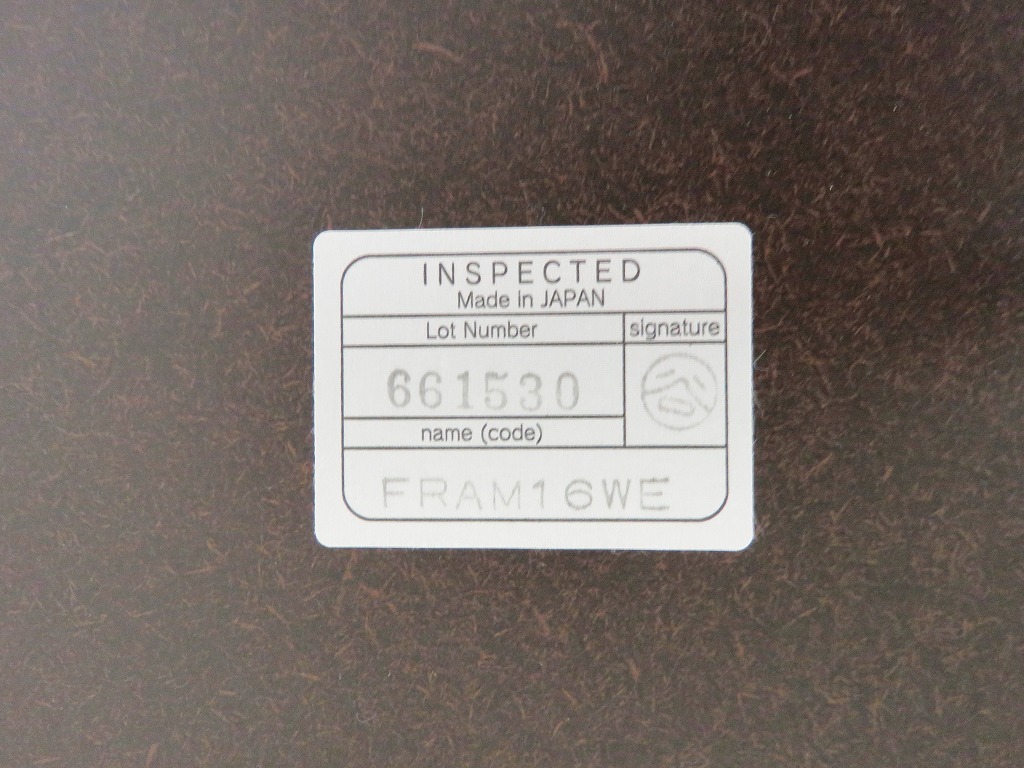 INSPECTED
Made in JAPAN
Lot Number
signature
661530
name (code)
FRAM16WE